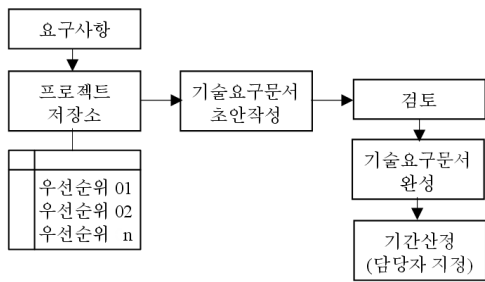 요구사항
프로젝트
저장소
기술요구문서
초안작성
검토
우선순위 01
우선순위 02
우선순위 n
기술요구문서
완성
기간산정
(담당자 지정)